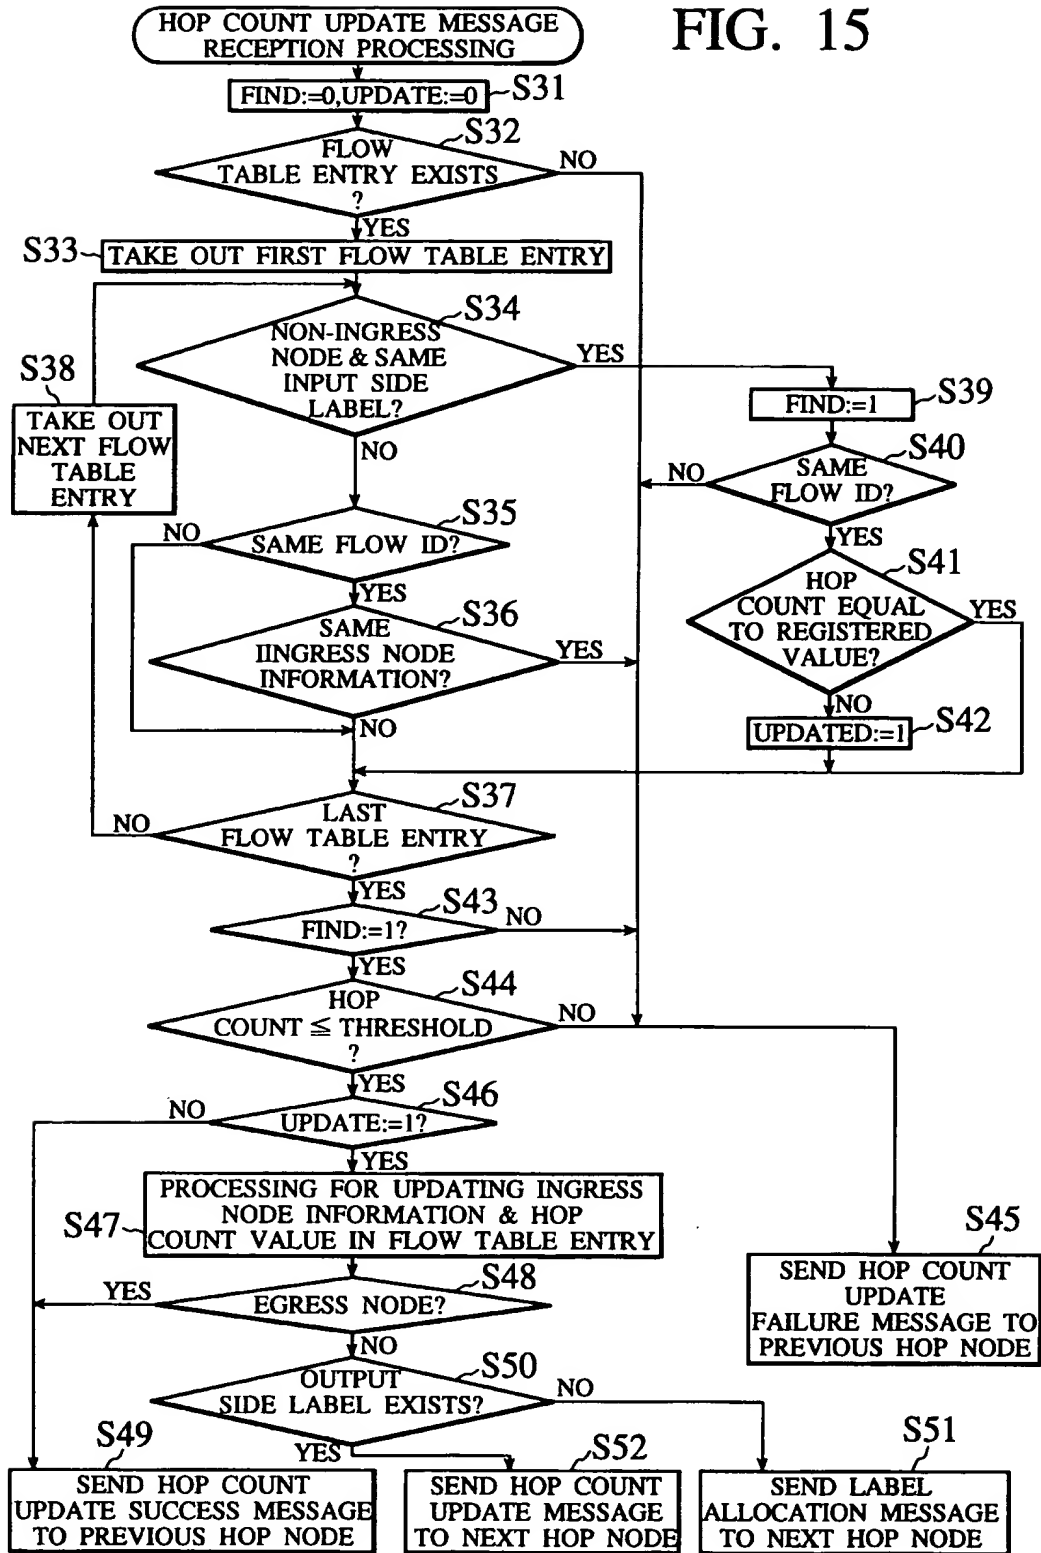 HOP COUNT UPDATE MESSAGE
RECEPTION PROCESSING
FIG. 15
FIND:=0,UPDATE:=0
S31
S32
FLOW
TABLE ENTRY EXISTS
?
NO
YES
S33
TAKE OUT FIRST FLOW TABLE ENTRY
S34
NON-INGRESS
NODE & SAME
INPUT SIDE
LABEL?
YES
NO
S38
TAKE OUT
NEXT FLOW
TABLE
ENTRY
S39
FIND:=1
S40
SAME
FLOW ID?
NO
YES
S35
SAME FLOW ID?
NO
YES
S41
HOP
COUNT EQUAL
TO REGISTERED
VALUE?
YES
NO
S36
SAME
IINGRESS NODE
INFORMATION?
YES
NO
S42
UPDATED:=1
S37
LAST
FLOW TABLE ENTRY
?
NO
YES
S43
FIND:=1?
NO
YES
S44
HOP
COUNT ≦ THRESHOLD
?
NO
YES
S46
UPDATE:=1?
NO
YES
S47
PROCESSING FOR UPDATING INGRESS
NODE INFORMATION & HOP
COUNT VALUE IN FLOW TABLE ENTRY
S45
SEND HOP COUNT
UPDATE
FAILURE MESSAGE TO
PREVIOUS HOP NODE
S48
EGRESS NODE?
YES
NO
S50
OUTPUT
SIDE LABEL EXISTS?
NO
YES
S49
SEND HOP COUNT
UPDATE SUCCESS MESSAGE
TO PREVIOUS HOP NODE
S52
SEND HOP COUNT
UPDATE MESSAGE
TO NEXT HOP NODE
S51
SEND LABEL
ALLOCATION MESSAGE
TO NEXT HOP NODE